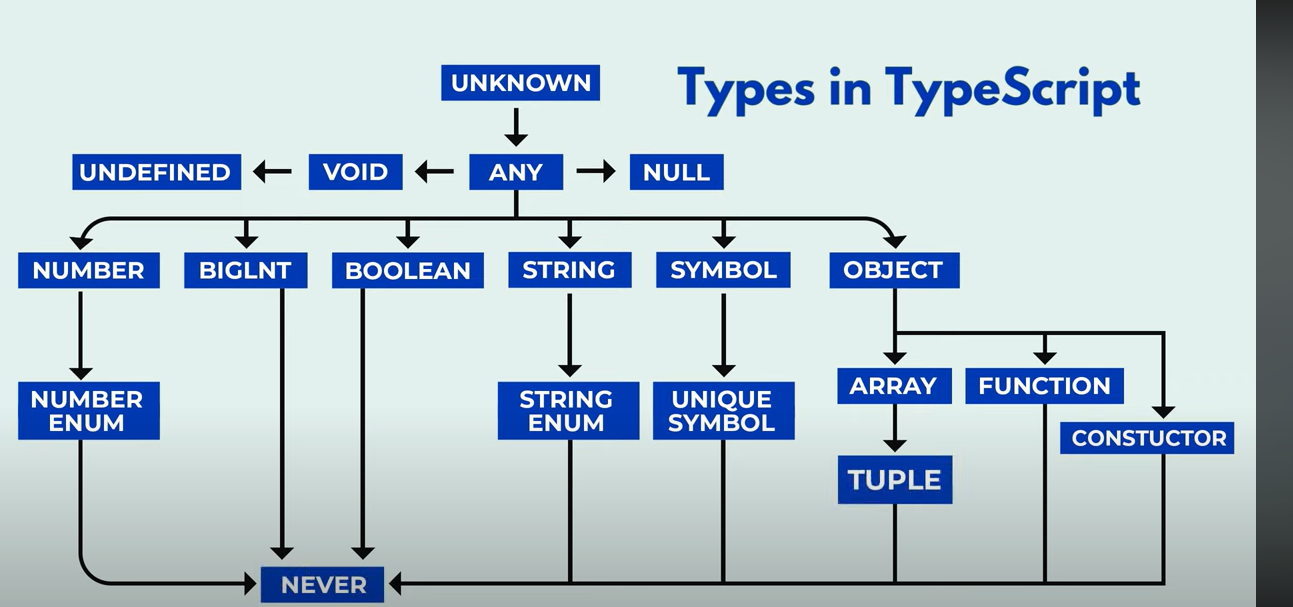 UNKNOWN
Types in TypeScript
UNDEFINED
VOID
ANY
NULL
NUMBER
BIGLNT
BOOLEAN
STRING
SYMBOL
OBJECT
NUMBER
ENUM
STRING
ENUM
UNIQUE
SYMBOL
ARRAY
FUNCTION
CONSTUCTOR
TUPLE
NEVER